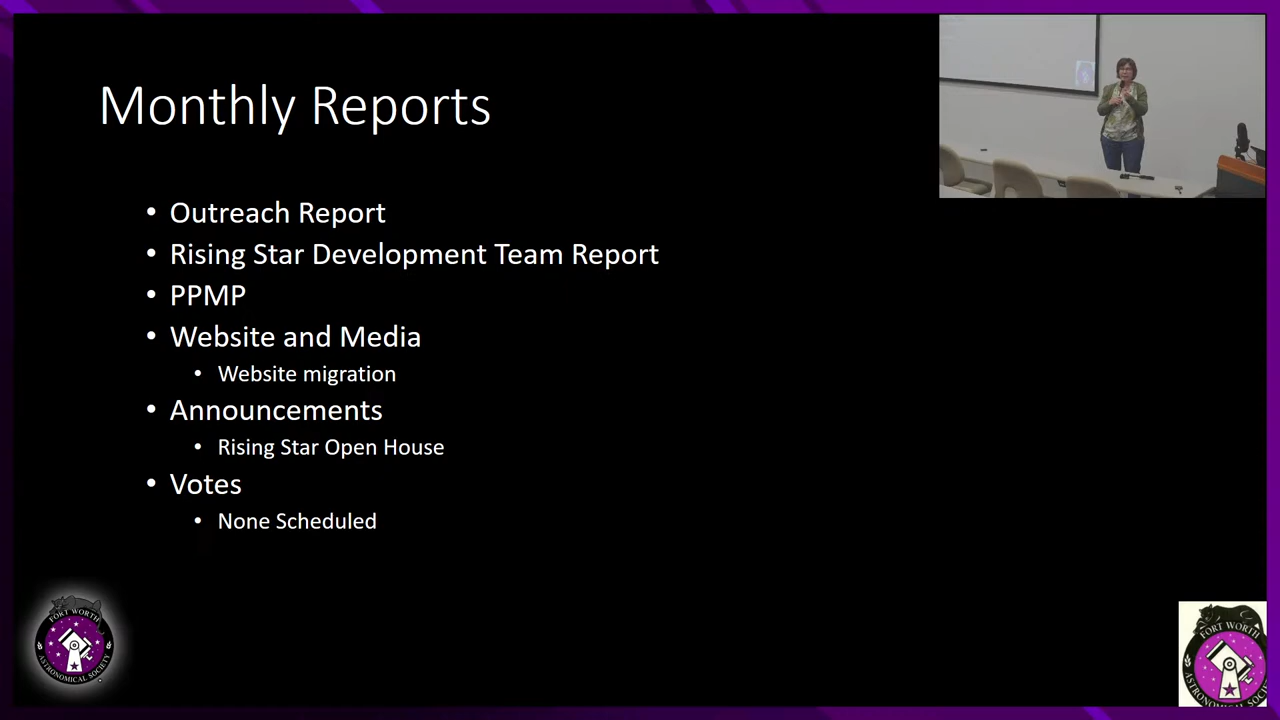 Monthly Reports
• Outreach Report
• Rising Star Development Team Report
• PPMP
• Website and Media
• Website migration
• Announcements
• Rising Star Open House
• Votes
• None Scheduled
FORT WORTH
ASTRONOMICAL SOCIETY
FORT WORTH
ASTRONOMICAL SOCIETY